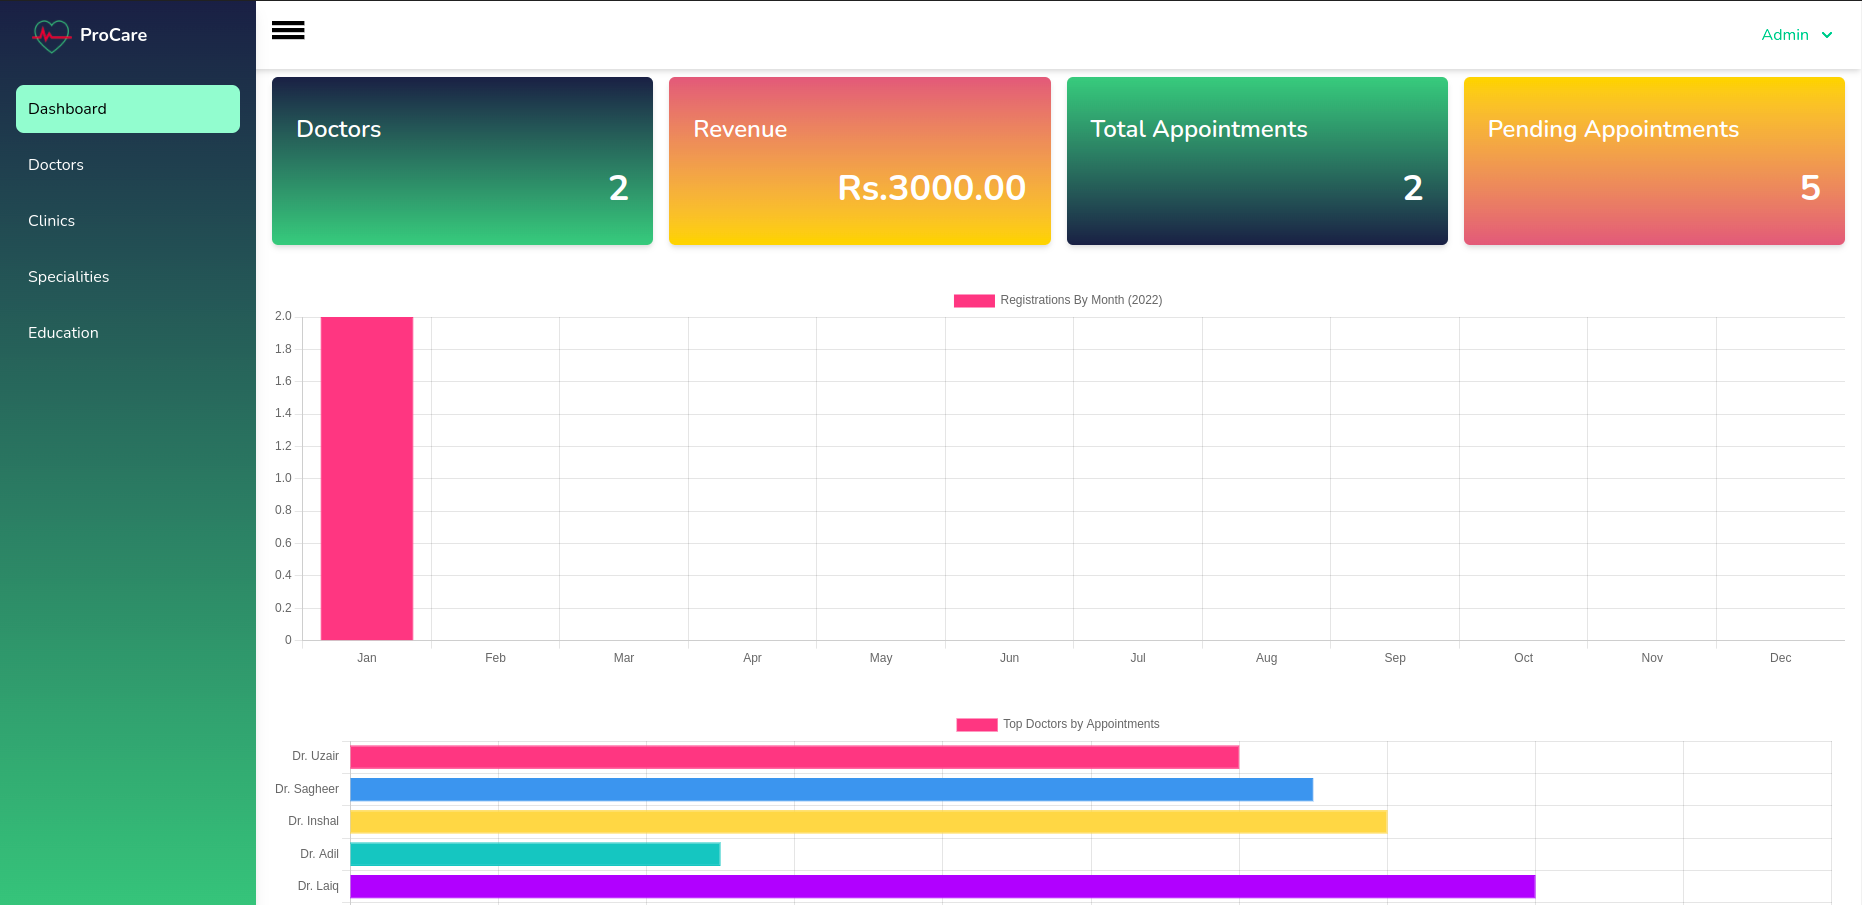 ProCare
Admin
Dashboard
Doctors
Clinics
Specialities
Education
Doctors
2
Revenue
Rs.3000.00
Total Appointments
2
Pending Appointments
5
Registrations By Month (2022)
2.0
1.8
1.6
1.4
1.2
1.0
0.8
0.6
0.4
0.2
0
Jan Feb Mar Apr May Jun Jul Aug Sep Oct Nov Dec
Top Doctors by Appointments
Dr. Uzair
Dr. Sagheer
Dr. Inshal
Dr. Adil
Dr. Laiq